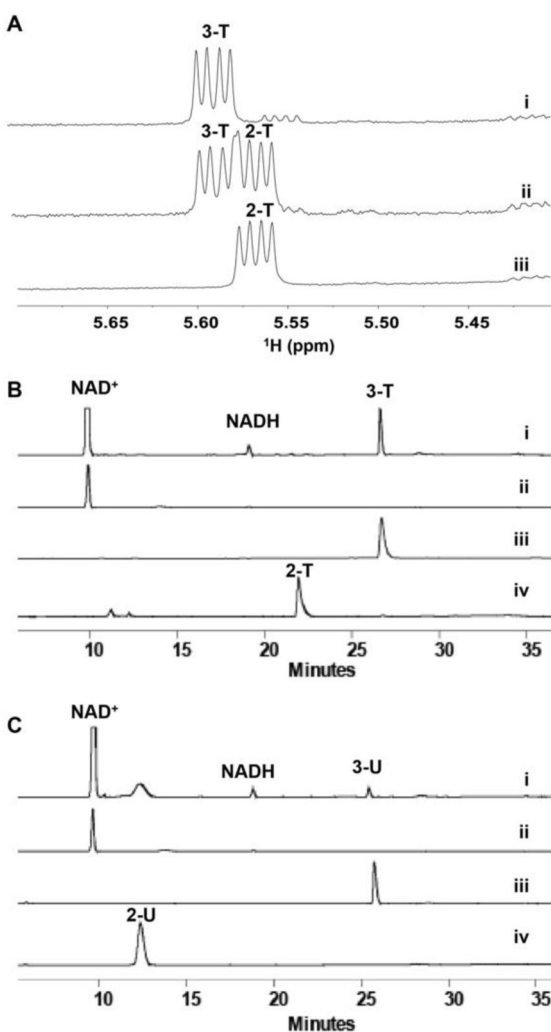 A
3-T
i
3-T 2-T
ii
2-T
iii
5.65 5.60 5.55 5.50 5.45
¹H (ppm)
B
NAD⁺ NADH 3-T
i
ii
iii
2-T
iv
10 15 20 25 30 35
Minutes
C
NAD⁺
NADH 3-U
i
ii
iii
2-U
iv
10 15 20 25 30 35
Minutes